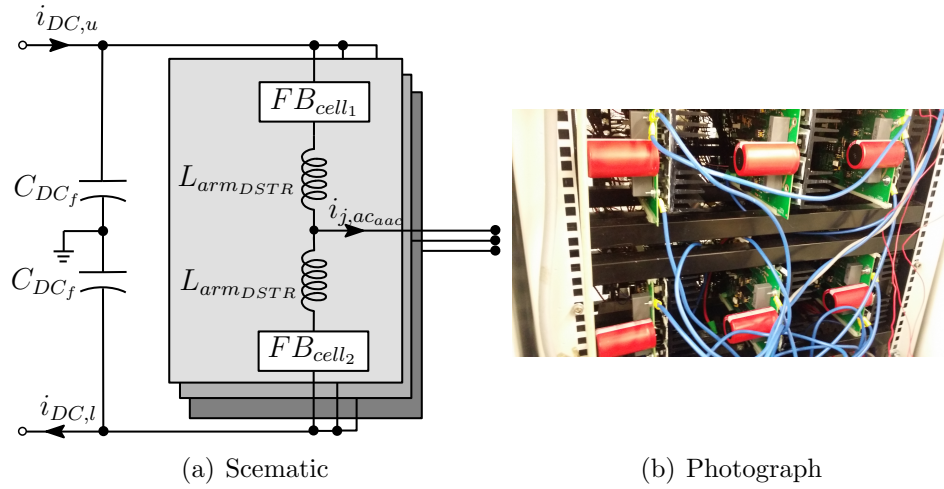 i_{DC,u}
FB_{cell_1}
C_{DC_f}
L_{arm_{DSTR}}
i_{j,ac_{aac}}
C_{DC_f}
L_{arm_{DSTR}}
FB_{cell_2}
i_{DC,l}
(a) Scematic
(b) Photograph